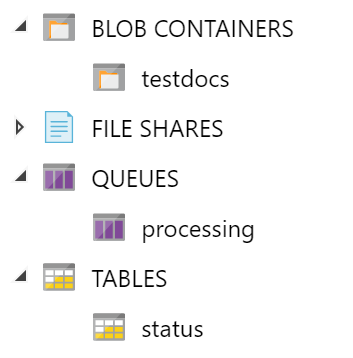 BLOB CONTAINERS
testdocs
FILE SHARES
QUEUES
processing
TABLES
status